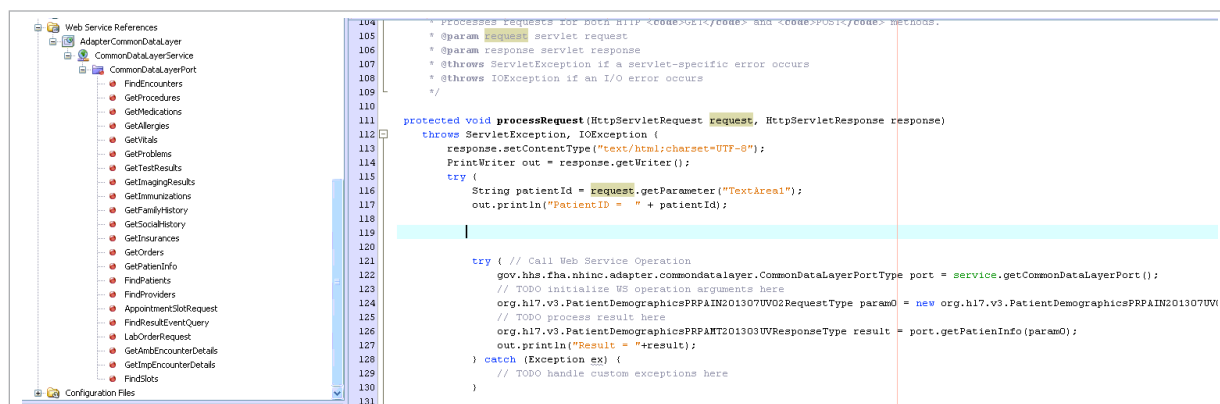 Web Service References
AdapterCommonDataLayer
CommonDataLayerService
CommonDataLayerPort
FindEncounters
GetProcedures
GetMedications
GetAllergies
GetVitals
GetProblems
GetTestResults
GetImagingResults
GetImmunizations
GetFamilyHistory
GetSocialHistory
GetInsurances
GetOrders
GetPatienInfo
FindPatients
FindProviders
AppointmentSlotRequest
FindResultEventQuery
LabOrderRequest
GetAmbEncounterDetails
GetImpEncounterDetails
FindSlots
Configuration Files
104 * Processes requests for both HTTP <code>GET</code> and <code>POST</code> methods.
105 * @param request servlet request
106 * @param response servlet response
107 * @throws ServletException if a servlet-specific error occurs
108 * @throws IOException if an I/O error occurs
109 */
110
111 protected void processRequest(HttpServletRequest request, HttpServletResponse response)
112 throws ServletException, IOException {
113 response.setContentType("text/html;charset=UTF-8");
114 PrintWriter out = response.getWriter();
115 try {
116 String patientId = request.getParameter("TextArea1");
117 out.println("PatientID =  " + patientId);
118
119
120
121 try { // Call Web Service Operation
122 gov.hhs.fha.nhinc.adapter.commondatalayer.CommonDataLayerPortType port = service.getCommonDataLayerPort();
123 // TODO initialize WS operation arguments here
124 org.hl7.v3.PatientDemographicsPRPAIN201307UV02RequestType param0 = new org.hl7.v3.PatientDemographicsPRPAIN201307UV0
125 // TODO process result here
126 org.hl7.v3.PatientDemographicsPRPAMT201303UVResponseType result = port.getPatienInfo(param0);
127 out.println("Result = "+result);
128 } catch (Exception ex) {
129 // TODO handle custom exceptions here
130 }
131